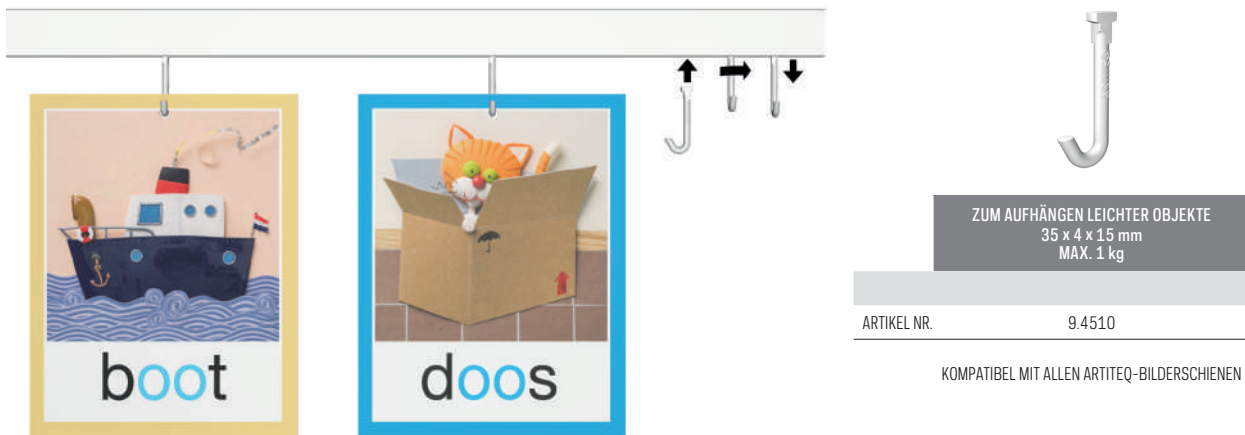 boot
doos
ZUM AUFHÄNGEN LEICHTER OBJEKTE
35 x 4 x 15 mm
MAX. 1 kg
ARTIKEL NR. 9.4510
KOMPATIBEL MIT ALLEN ARTITEQ-BILDERSCHIENEN